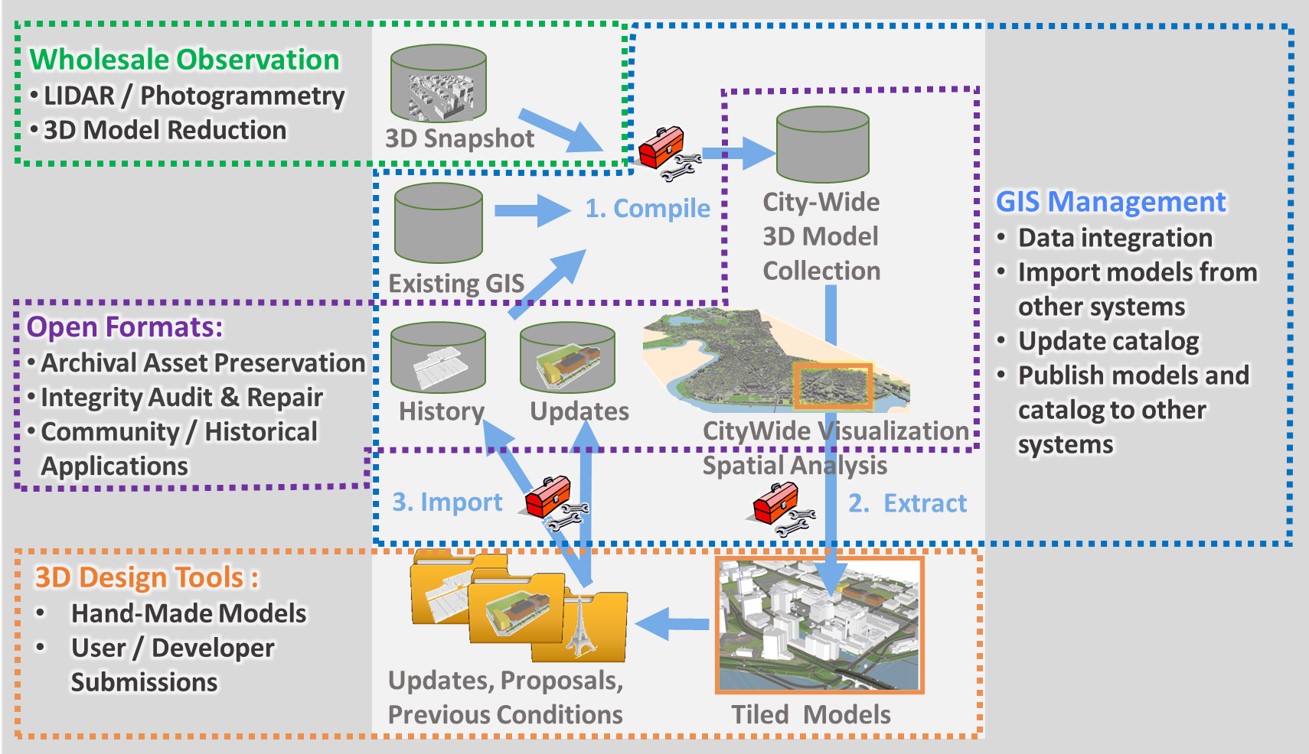 Wholesale Observation
• LIDAR / Photogrammetry
• 3D Model Reduction
3D Snapshot
Existing GIS
1. Compile
City-Wide
3D Model
Collection
GIS Management
• Data integration
• Import models from
other systems
• Update catalog
• Publish models and
catalog to other
systems
Open Formats:
• Archival Asset Preservation
• Integrity Audit & Repair
• Community / Historical
Applications
History
Updates
CityWide Visualization
Spatial Analysis
3. Import
2. Extract
3D Design Tools :
• Hand-Made Models
• User / Developer
Submissions
Updates, Proposals,
Previous Conditions
Tiled Models